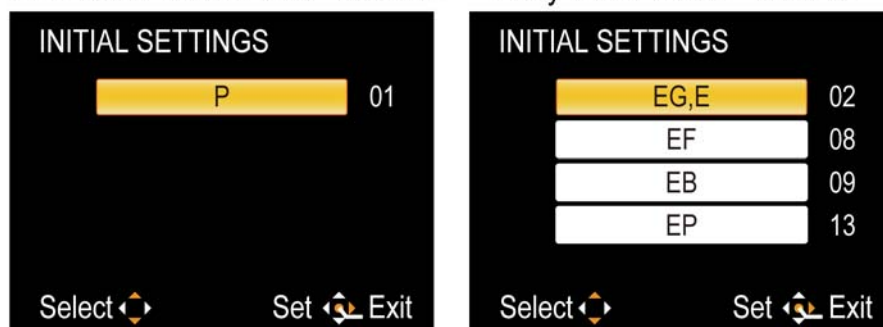 INITIAL SETTINGS
P 01
Select Set Exit
INITIAL SETTINGS
EG,E 02
EF 08
EB 09
EP 13
Select Set Exit